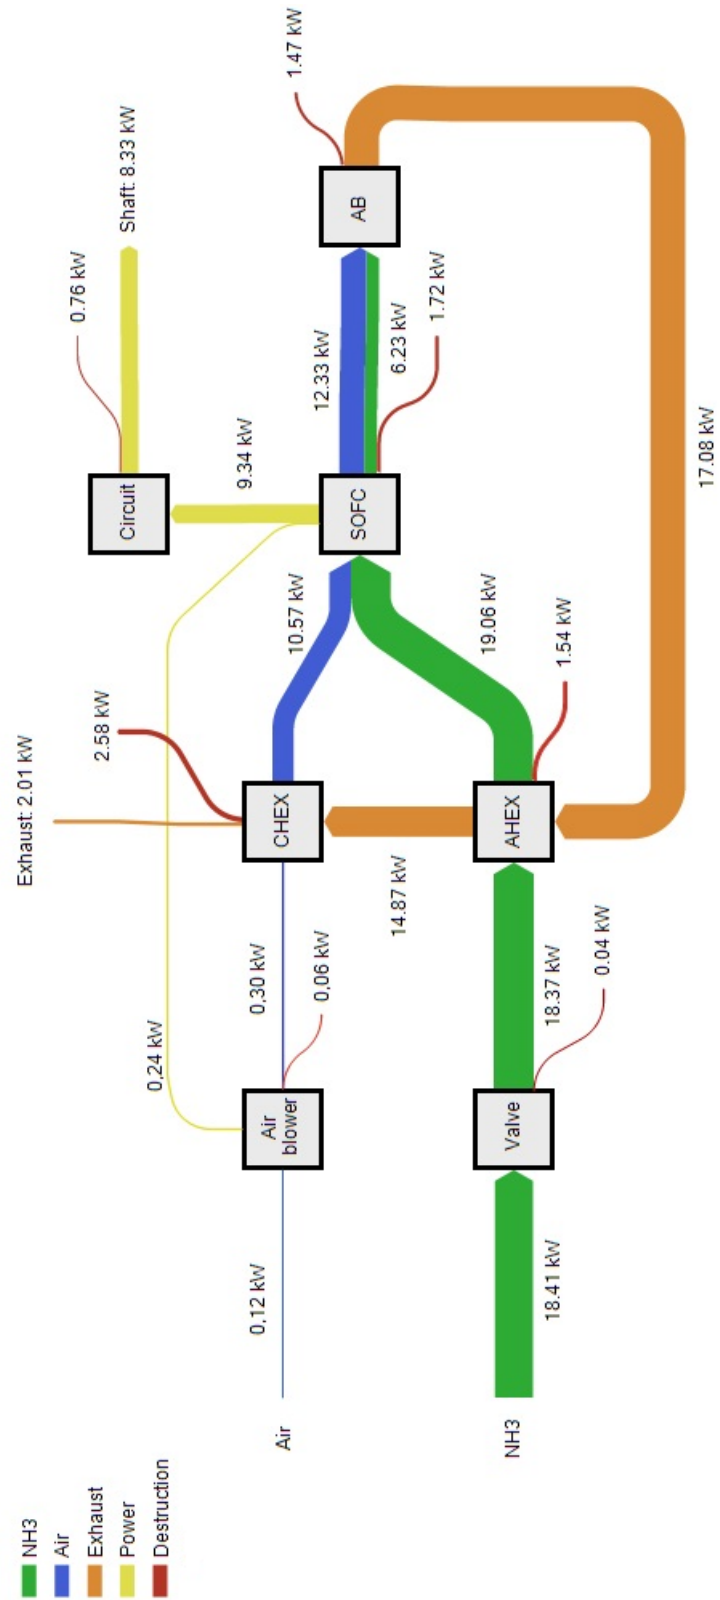 NH3
Air
Exhaust
Power
Destruction
Air
0,12 kW
Air
blower
0,24 kW
0,30 kW
0,06 kW
NH3
18.41 kW
Valve
18.37 kW
0.04 kW
Exhaust: 2.01 kW
2.58 kW
CHEX
14.87 kW
AHEX
1.54 kW
10.57 kW
19.06 kW
SOFC
9.34 kW
Circuit
0.76 kW
Shaft: 8.33 kW
12.33 kW
6.23 kW
1.72 kW
AB
1.47 kW
17.08 kW